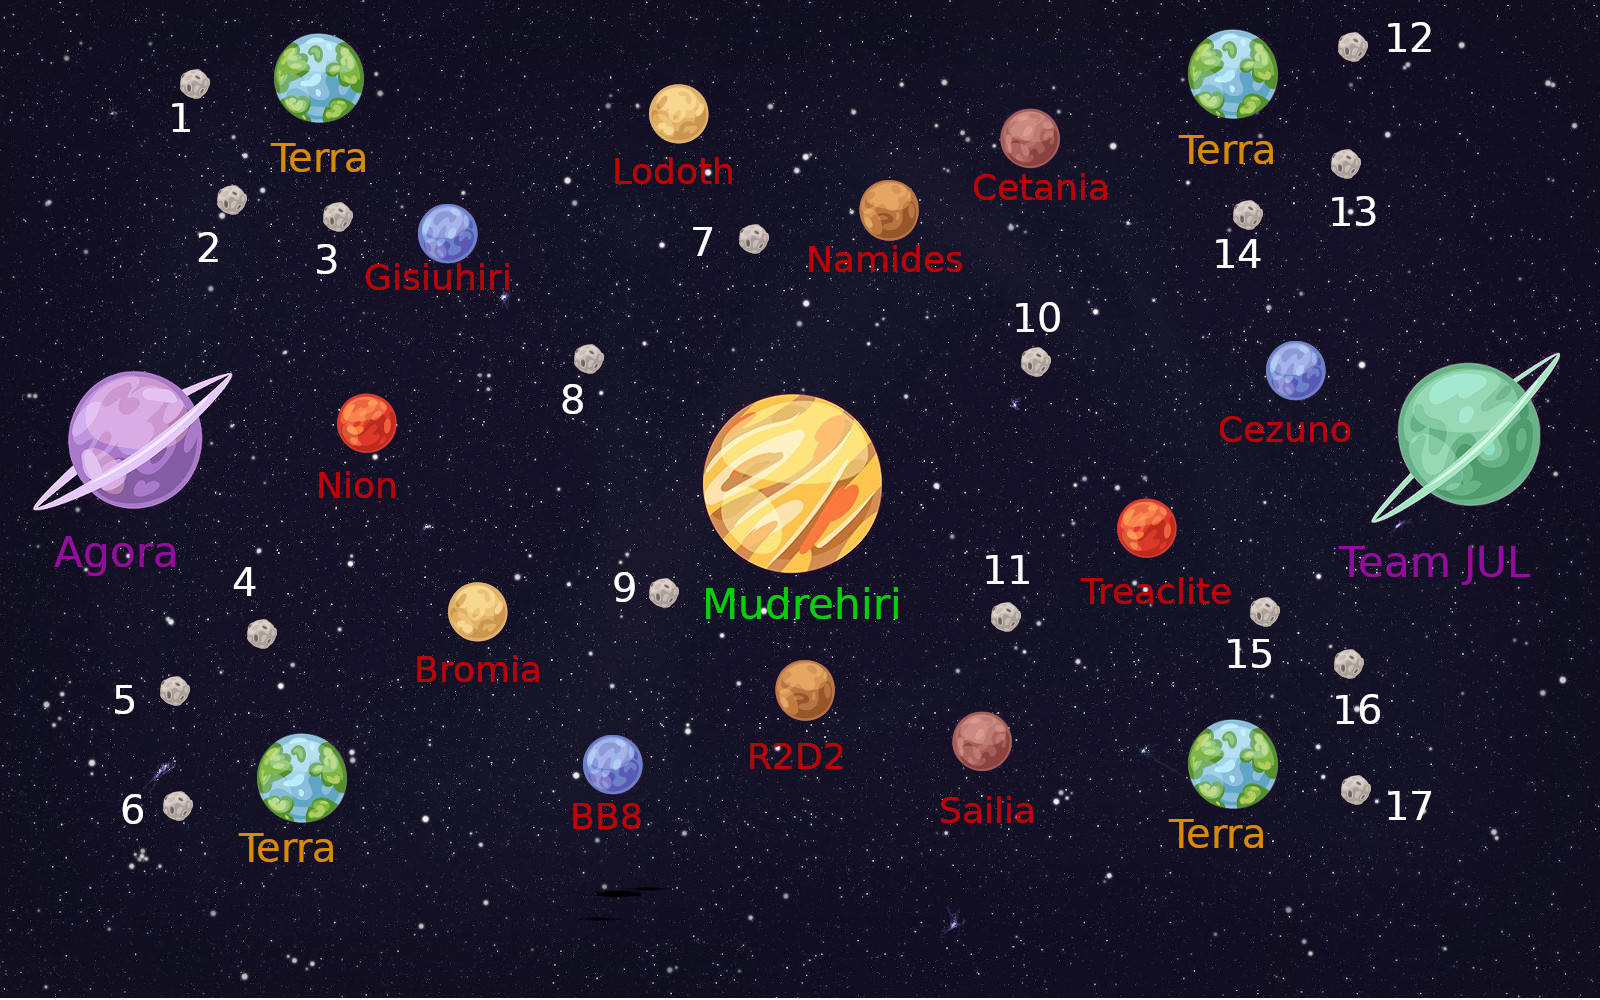 12
1
Terra
Terra
Lodoth
Cetania
13
2
3
7
14
Gisiuhiri
Namides
10
8
Cezuno
Nion
Agora
Team JUL
4
9
11
Treaclite
Mudrehiri
15
Bromia
5
16
R2D2
6
BB8
Sailia
17
Terra
Terra